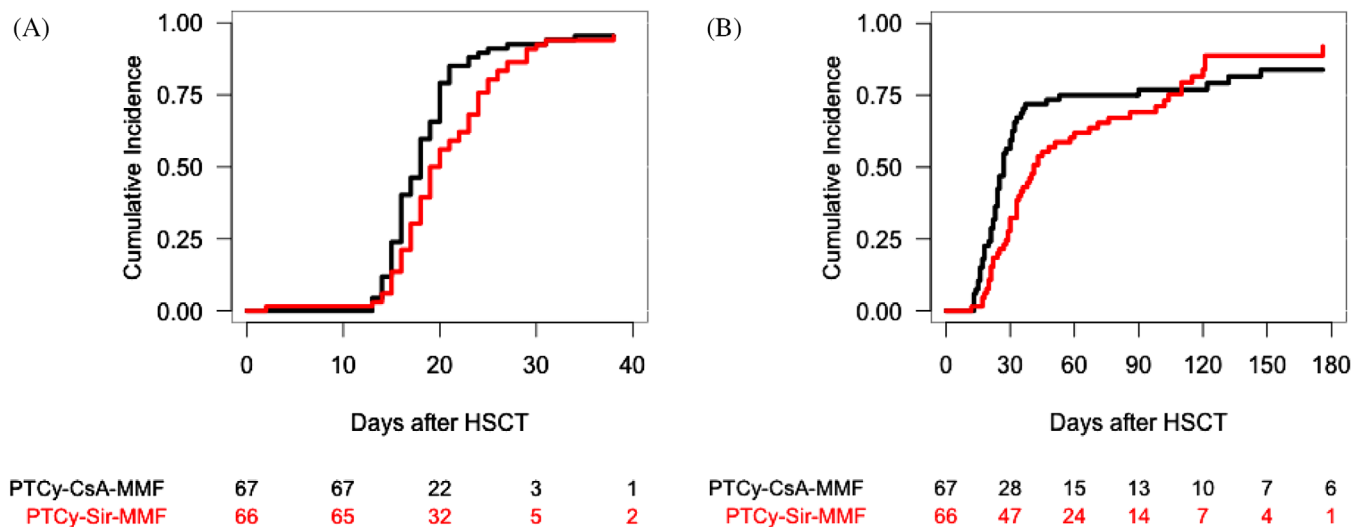 (A)
Cumulative Incidence
1.00
0.75
0.50
0.25
0.00
0 10 20 30 40
Days after HSCT
PTCy-CsA-MMF 67 67 22 3 1
PTCy-Sir-MMF 66 65 32 5 2
(B)
Cumulative Incidence
1.00
0.75
0.50
0.25
0.00
0 30 60 90 120 150 180
Days after HSCT
PTCy-CsA-MMF 67 28 15 13 10 7 6
PTCy-Sir-MMF 66 47 24 14 7 4 1